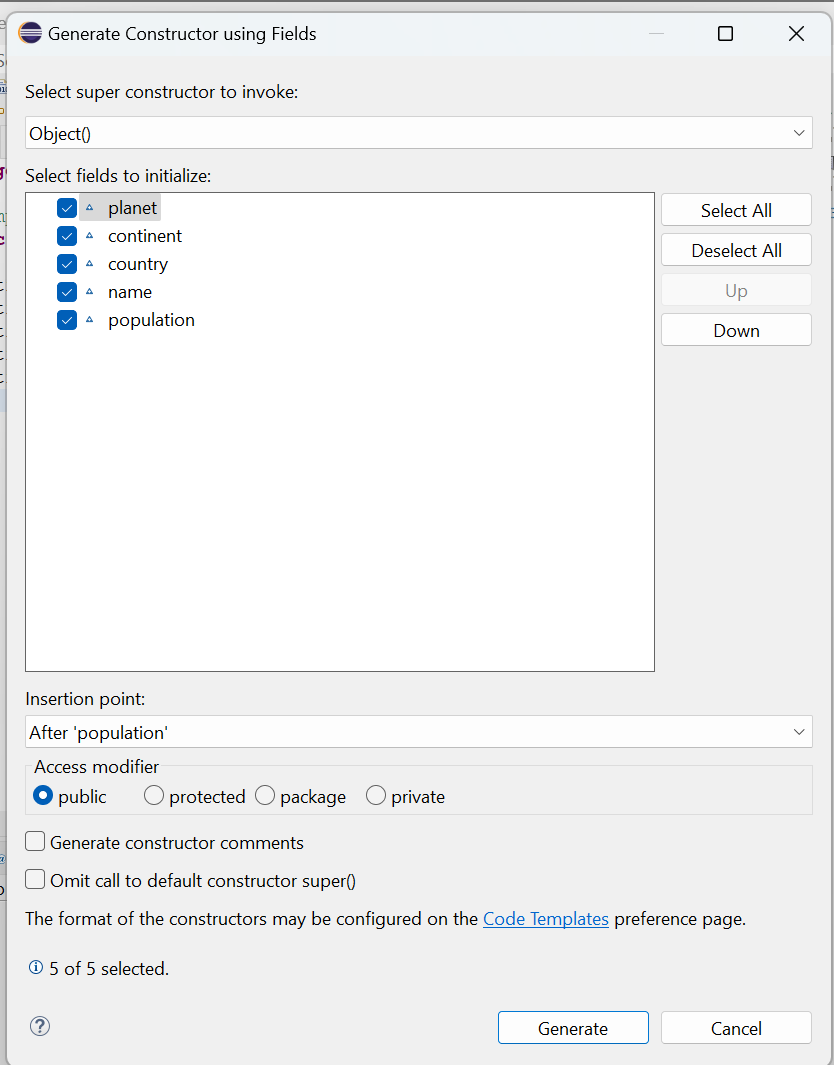 Generate Constructor using Fields
Select super constructor to invoke:
Object()
Select fields to initialize:
planet
continent
country
name
population
Select All
Deselect All
Up
Down
Insertion point:
After 'population'
Access modifier
public protected package private
Generate constructor comments
Omit call to default constructor super()
The format of the constructors may be configured on the Code Templates preference page.
5 of 5 selected.
Generate Cancel